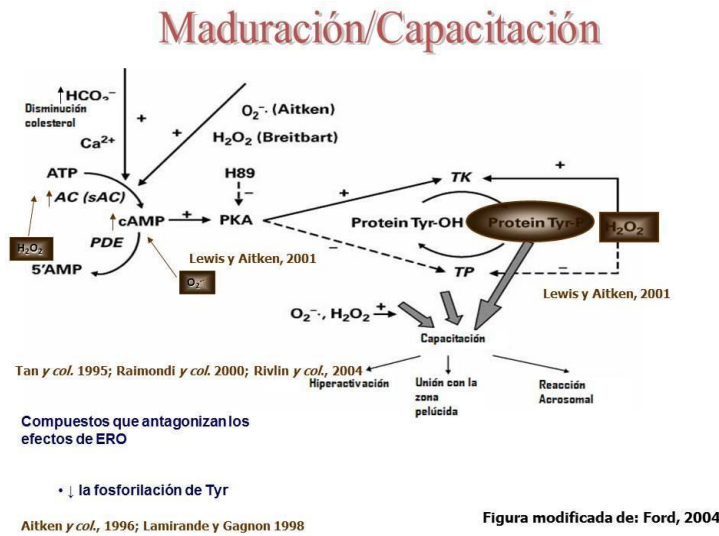 Maduración/Capacitación
↑HCO₃⁻
Disminución
colesterol
+
+
Ca²⁺
O₂⁻· (Aitken)
H₂O₂ (Breitbart)
ATP
H89
↑AC (sAC)
–
+
TK
+
↑cAMP
+
PKA
Protein Tyr-OH
Protein Tyr-P
H₂O₂
H₂O₂
PDE
Lewis y Aitken, 2001
–
TP
–
5'AMP
O₂⁻·
Lewis y Aitken, 2001
O₂⁻·, H₂O₂
+
Capacitación
Tan y col. 1995; Raimondi y col. 2000; Rivlin y col., 2004
Hiperactivación
Unión con la
zona
pelúcida
Reacción
Acrosomal
Compuestos que antagonizan los
efectos de ERO
• ↓ la fosforilación de Tyr
Aitken y col., 1996; Lamirande y Gagnon 1998
Figura modificada de: Ford, 2004